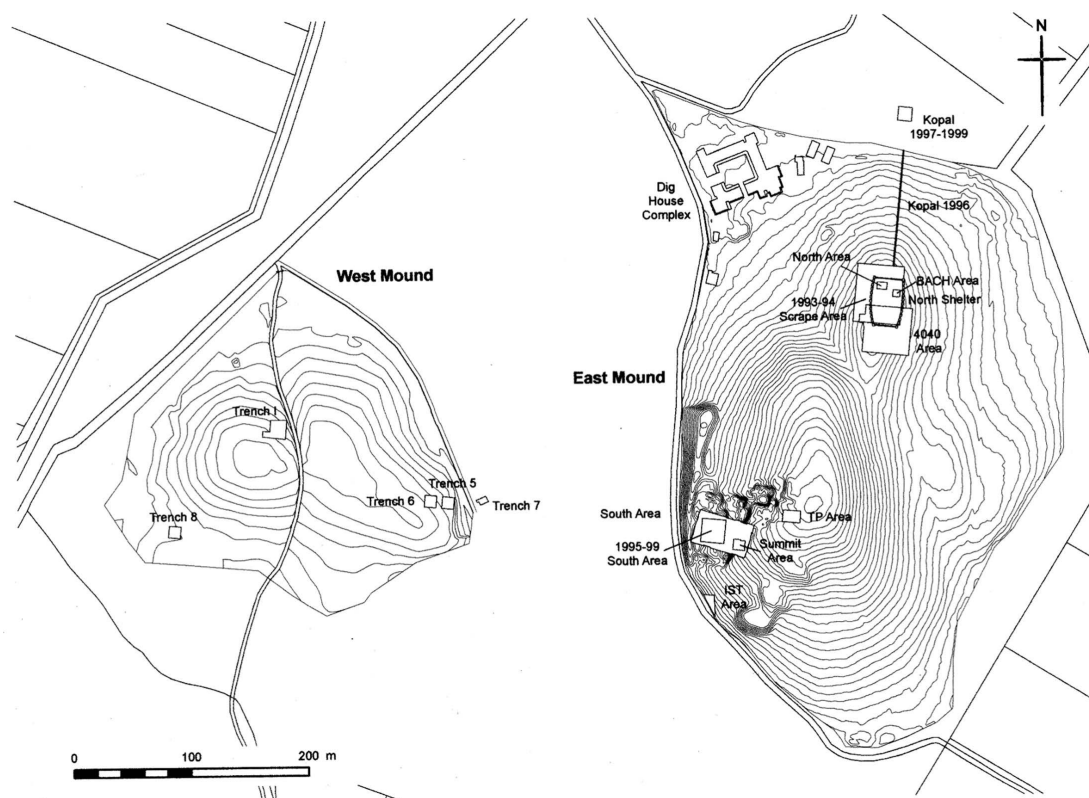 N
Kopal
1997-1999
Dig
House
Complex
Kopal 1996
North Area
BACH Area
North Shelter
1993-94
Scrape Area
4040
Area
West Mound
East Mound
Trench I
Trench 5
Trench 6
Trench 7
Trench 8
South Area
TP Area
1995-99
South Area
Summit
Area
IST
Area
0 100 200 m